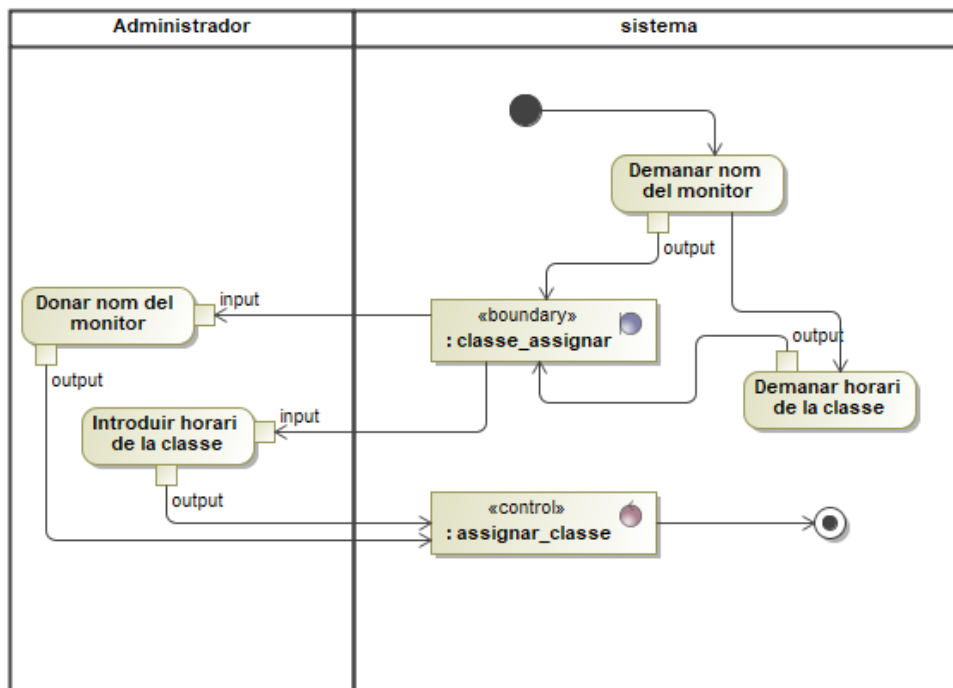 Administrador
sistema
Demanar nom
del monitor
output
Donar nom del
monitor
input
output
«boundary»
: classe_assignar
output
Demanar horari
de la classe
Introduir horari
de la classe
input
output
«control»
: assignar_classe